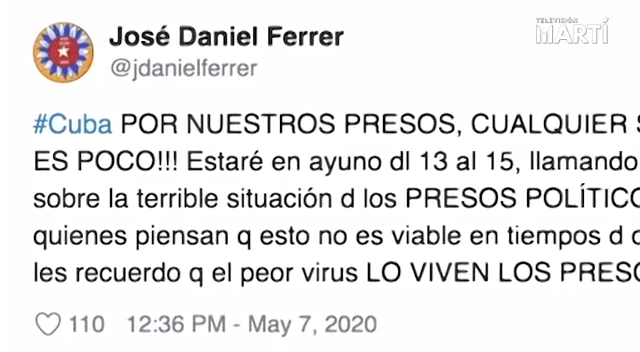 José Daniel Ferrer
@jdanielferrer
TELEVISIÓN
MARTÍ
#Cuba POR NUESTROS PRESOS, CUALQUIER
ES POCO!!! Estaré en ayuno dl 13 al 15, llamando
sobre la terrible situación d los PRESOS POLÍTICO
quienes piensan q esto no es viable en tiempos d
les recuerdo q el peor virus LO VIVEN LOS PRESO
110 12:36 PM - May 7, 2020